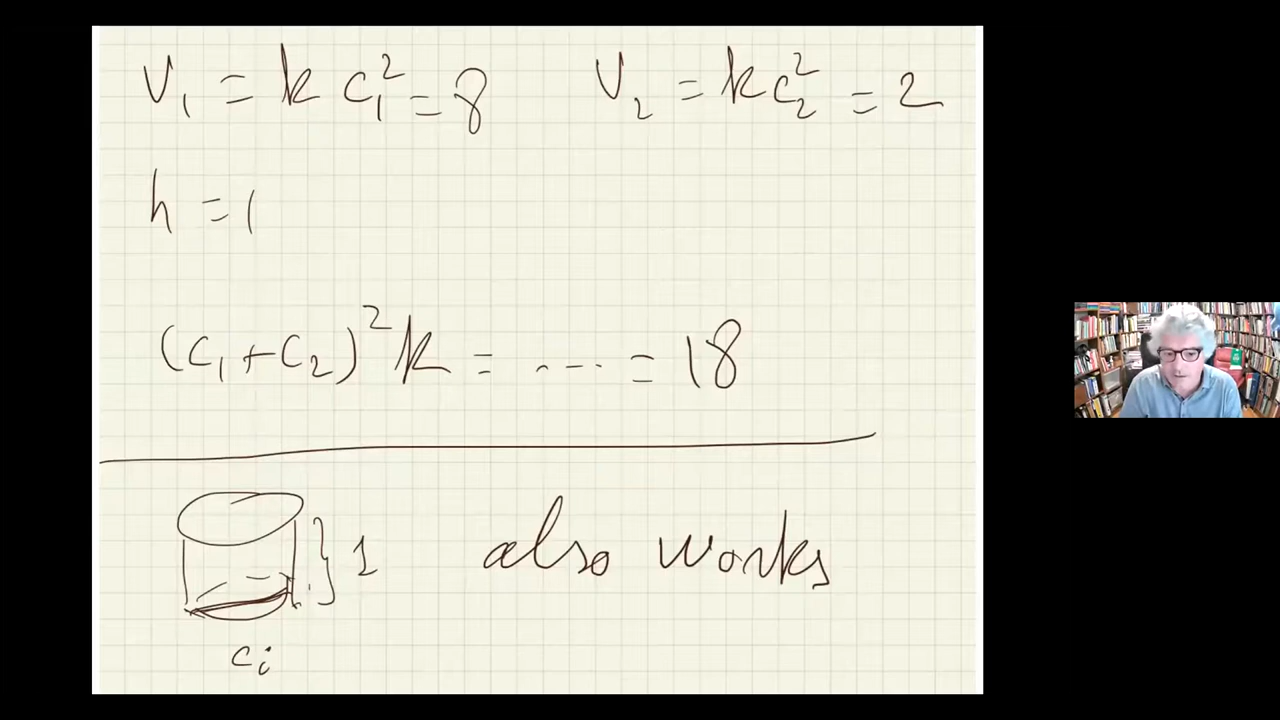 V₁ = k c₁² = 8 V₂ = k c₂² = 2
h = 1
(c₁ + c₂)² k = .... = 18
} 1 also works
cᵢ